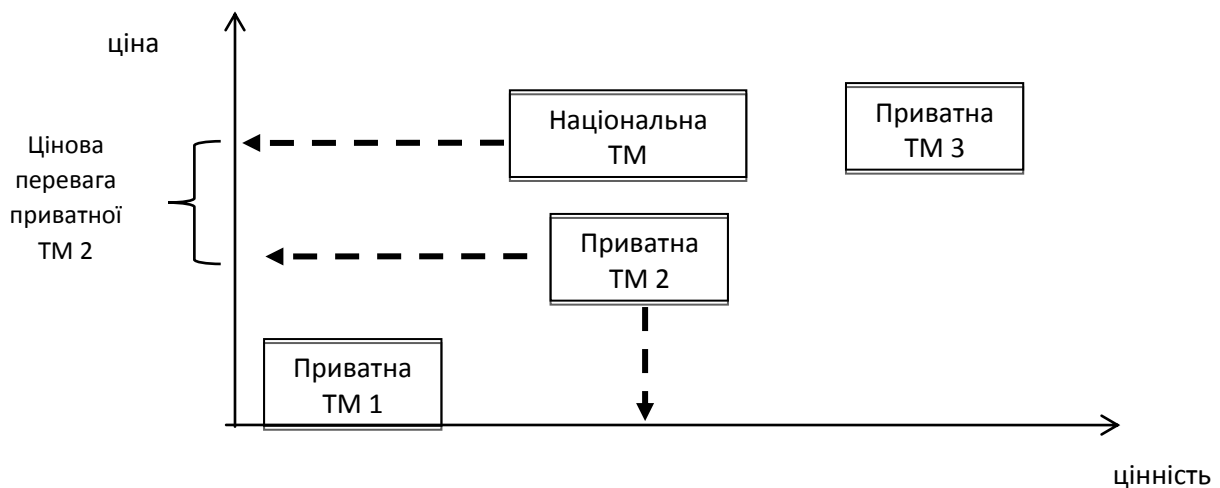 ціна
Національна
ТМ
Приватна
ТМ 3
Цінова
перевага
приватної
ТМ 2
Приватна
ТМ 2
Приватна
ТМ 1
цінність